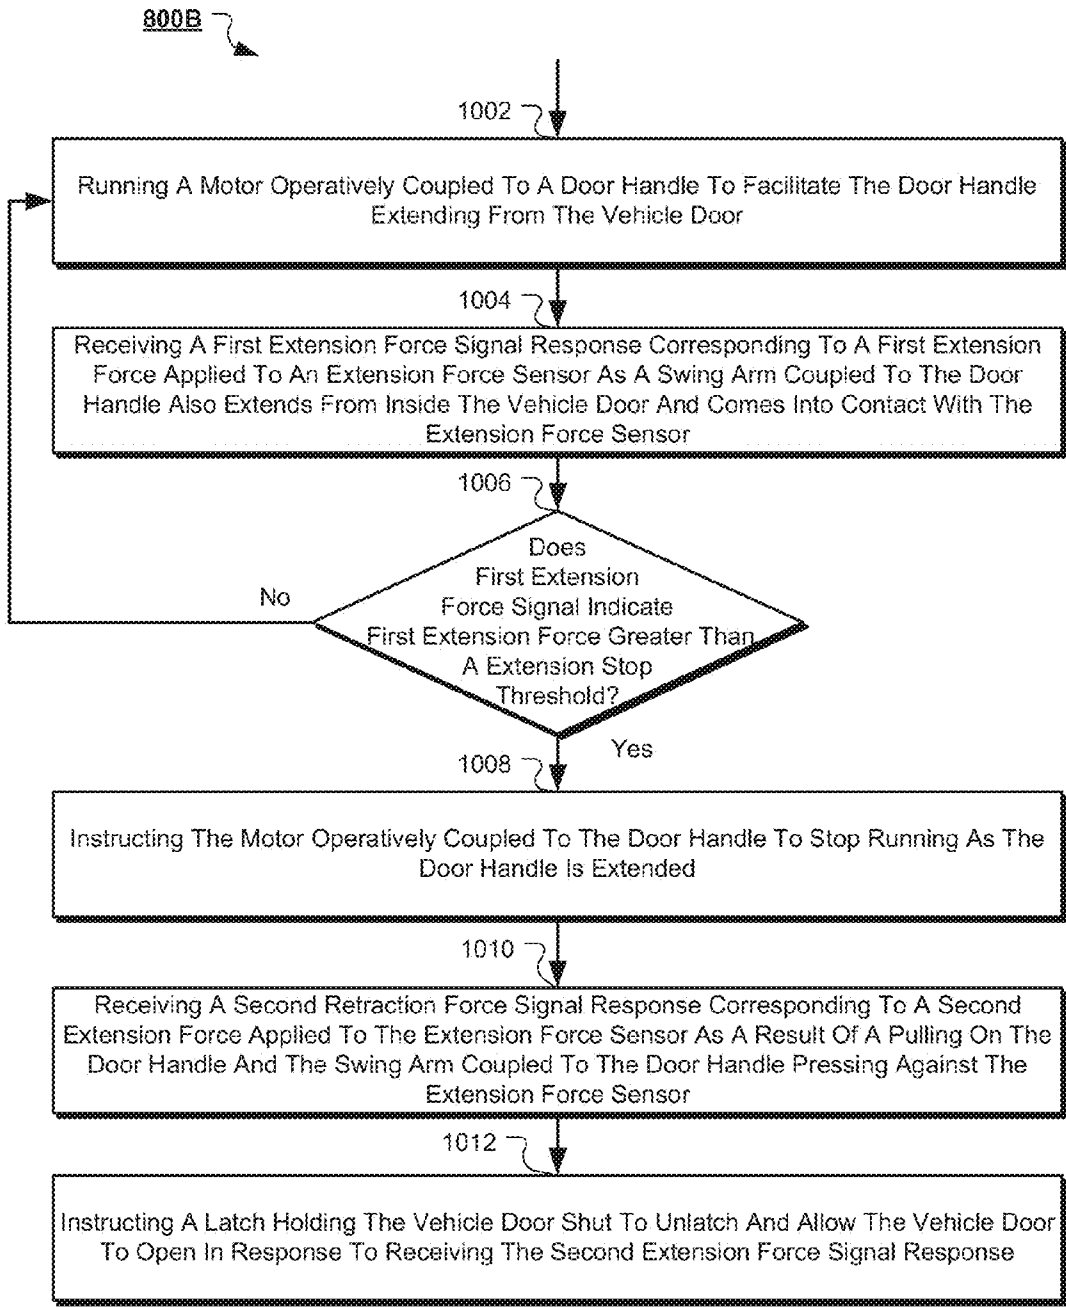 800B
1002
Running A Motor Operatively Coupled To A Door Handle To Facilitate The Door Handle
Extending From The Vehicle Door
1004
Receiving A First Extension Force Signal Response Corresponding To A First Extension
Force Applied To An Extension Force Sensor As A Swing Arm Coupled To The Door
Handle Also Extends From Inside The Vehicle Door And Comes Into Contact With The
Extension Force Sensor
1006
Does
First Extension
Force Signal Indicate
First Extension Force Greater Than
A Extension Stop
Threshold?
No
Yes
1008
Instructing The Motor Operatively Coupled To The Door Handle To Stop Running As The
Door Handle Is Extended
1010
Receiving A Second Retraction Force Signal Response Corresponding To A Second
Extension Force Applied To The Extension Force Sensor As A Result Of A Pulling On The
Door Handle And The Swing Arm Coupled To The Door Handle Pressing Against The
Extension Force Sensor
1012
Instructing A Latch Holding The Vehicle Door Shut To Unlatch And Allow The Vehicle Door
To Open In Response To Receiving The Second Extension Force Signal Response